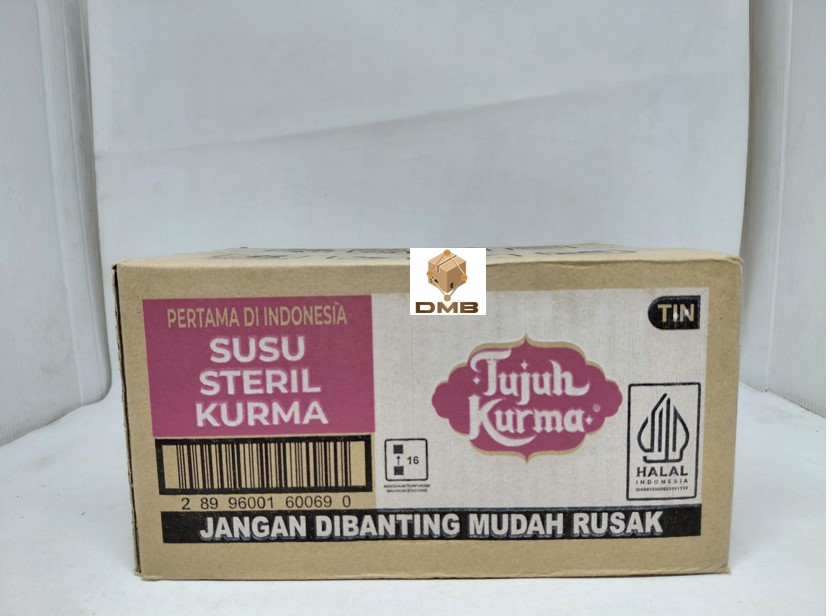 DMB
PERTAMA DI INDONESIA
SUSU
STERIL
KURMA
TIN
Tujuh
Kurma
®
16
HALAL
INDONESIA
2 89 96001 60069 0
JANGAN DIBANTING MUDAH RUSAK